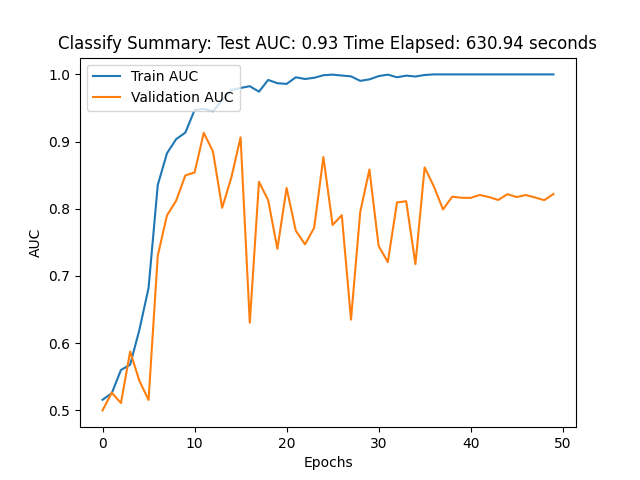 Classify Summary: Test AUC: 0.93 Time Elapsed: 630.94 seconds
Train AUC
Validation AUC
1.0
0.9
0.8
0.7
0.6
0.5
AUC
0 10 20 30 40 50
Epochs